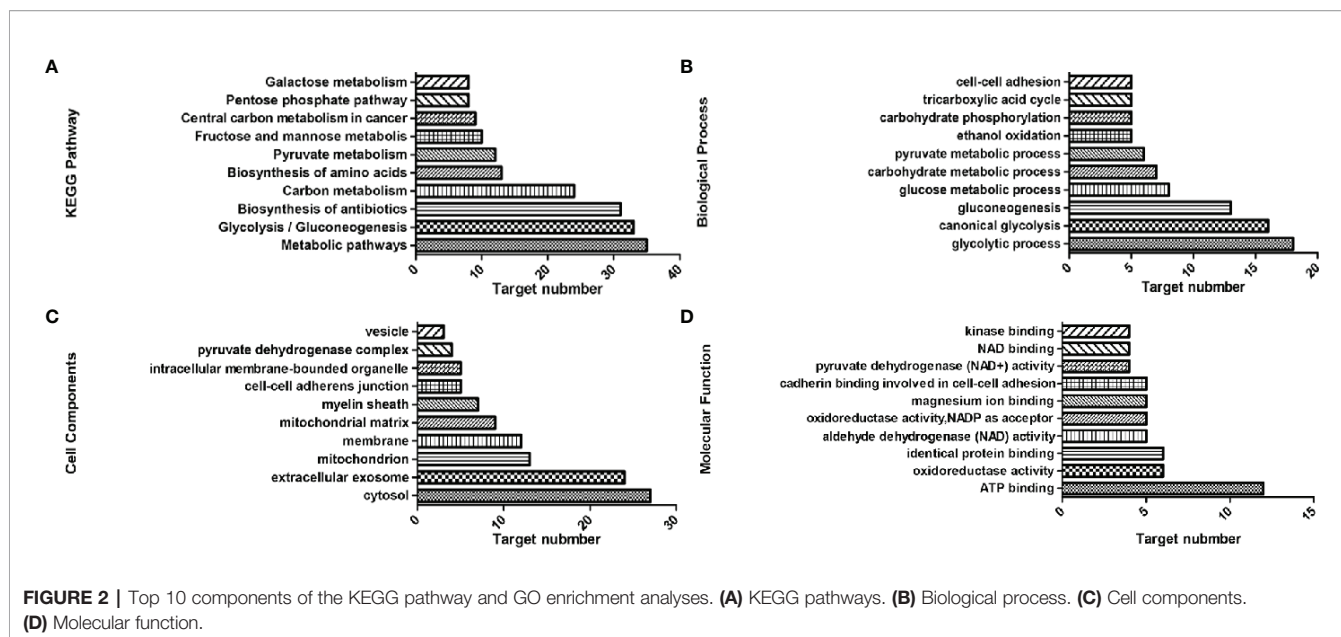 A
KEGG Pathway
Galactose metabolism
Pentose phosphate pathway
Central carbon metabolism in cancer
Fructose and mannose metabolis
Pyruvate metabolism
Biosynthesis of amino acids
Carbon metabolism
Biosynthesis of antibiotics
Glycolysis / Gluconeogenesis
Metabolic pathways
0 10 20 30 40
Target nubmber
B
Biological Process
cell-cell adhesion
tricarboxylic acid cycle
carbohydrate phosphorylation
ethanol oxidation
pyruvate metabolic process
carbohydrate metabolic process
glucose metabolic process
gluconeogenesis
canonical glycolysis
glycolytic process
0 5 10 15 20
Target nubmber
C
Cell Components
vesicle
pyruvate dehydrogenase complex
intracellular membrane-bounded organelle
cell-cell adherens junction
myelin sheath
mitochondrial matrix
membrane
mitochondrion
extracellular exosome
cytosol
0 10 20 30
Target nubmber
D
Molecular Function
kinase binding
NAD binding
pyruvate dehydrogenase (NAD+) activity
cadherin binding involved in cell-cell adhesion
magnesium ion binding
oxidoreductase activity,NADP as acceptor
aldehyde dehydrogenase (NAD) activity
identical protein binding
oxidoreductase activity
ATP binding
0 5 10 15
Target nubmber
FIGURE 2 | Top 10 components of the KEGG pathway and GO enrichment analyses. (A) KEGG pathways. (B) Biological process. (C) Cell components.
(D) Molecular function.